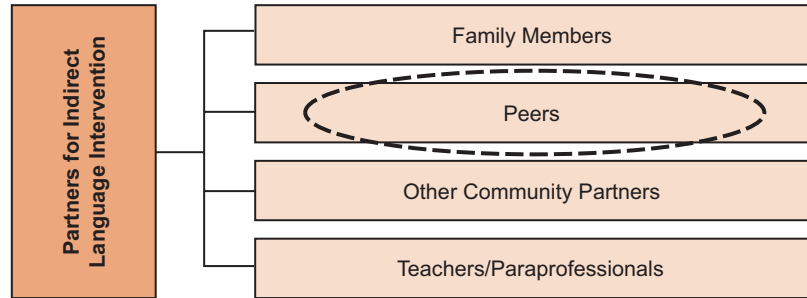 Partners for Indirect
Language Intervention
Family Members
Peers
Other Community Partners
Teachers/Paraprofessionals